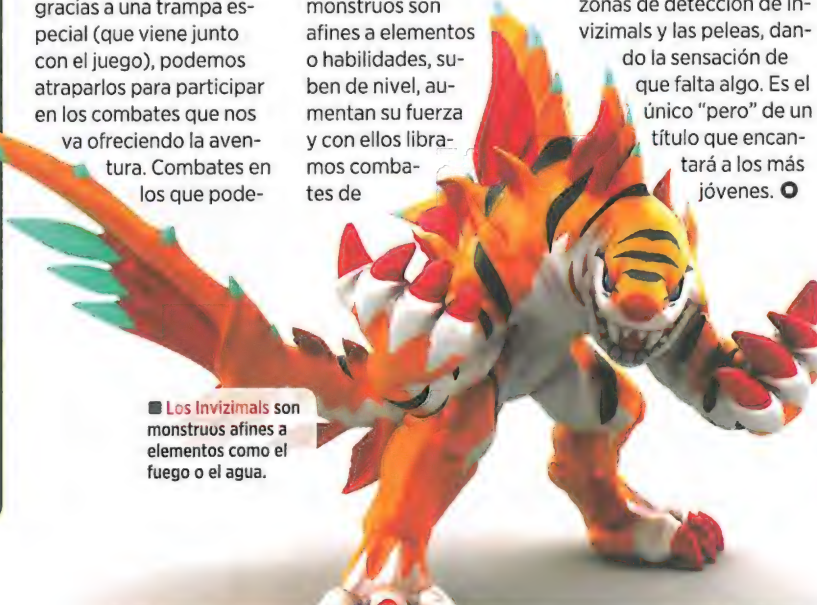 gracias a una trampa es-
pecial (que viene junto
con el juego), podemos
atraparlos para participar
en los combates que nos
va ofreciendo la aven-
tura. Combates en
los que pode-
monstruos son
afines a elementos
o habilidades, su-
ben de nivel, au-
mentan su fuerza
y con ellos libra-
mos comba-
tes de
zonas de detección de in-
vizimals y las peleas, dan-
do la sensación de
que falta algo. Es el
único "pero" de un
título que encan-
tará a los más
jóvenes.
Los Invizimals son
monstruos afines a
elementos como el
fuego o el agua.